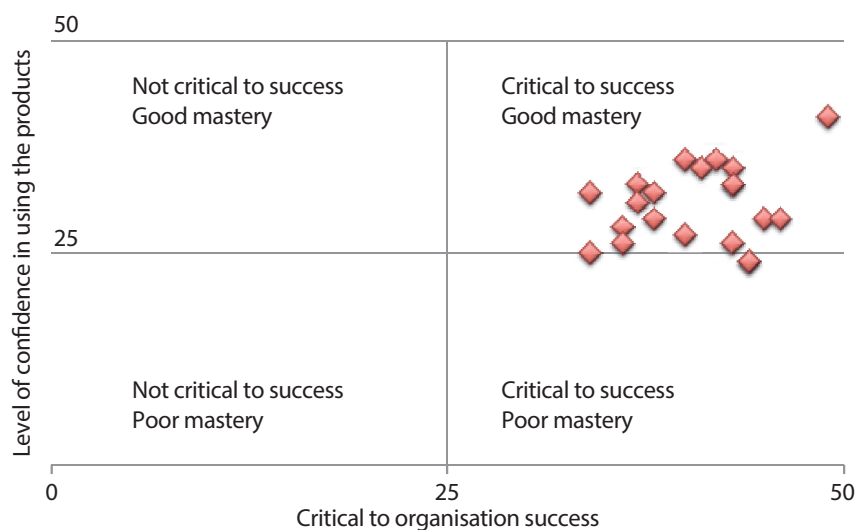 50
Level of confidence in using the products
Not critical to success
Good mastery
Critical to success
Good mastery
25
Not critical to success
Poor mastery
Critical to success
Poor mastery
0
25
50
Critical to organisation success